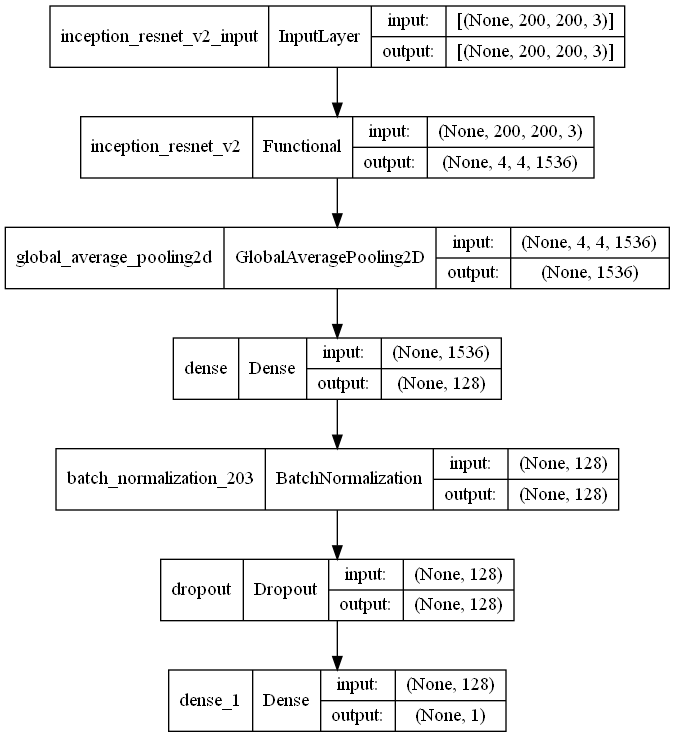 inception_resnet_v2_input InputLayer input: [(None, 200, 200, 3)]
output: [(None, 200, 200, 3)]
inception_resnet_v2 Functional input: (None, 200, 200, 3)
output: (None, 4, 4, 1536)
global_average_pooling2d GlobalAveragePooling2D input: (None, 4, 4, 1536)
output: (None, 1536)
dense Dense input: (None, 1536)
output: (None, 128)
batch_normalization_203 BatchNormalization input: (None, 128)
output: (None, 128)
dropout Dropout input: (None, 128)
output: (None, 128)
dense_1 Dense input: (None, 128)
output: (None, 1)